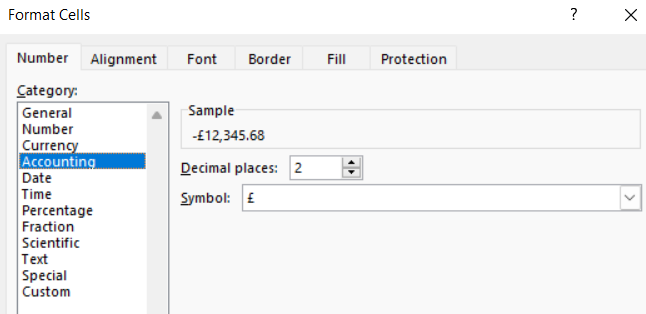 Format Cells ? ×
Number Alignment Font Border Fill Protection
Category:
General
Number
Currency
Accounting
Date
Time
Percentage
Fraction
Scientific
Text
Special
Custom
Sample
-£12,345.68
Decimal places: 2
Symbol: £